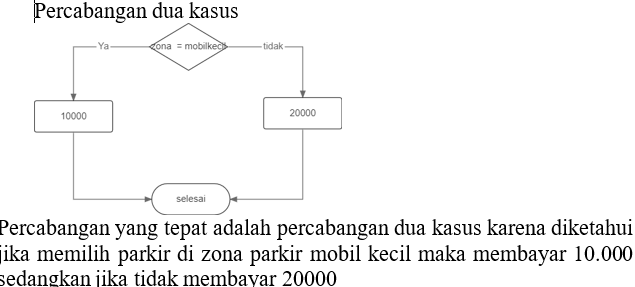 Percabangan dua kasus
zona = mobilkecil
Ya
tidak
10000
20000
selesai
Percabangan yang tepat adalah percabangan dua kasus karena diketahui
jika memilih parkir di zona parkir mobil kecil maka membayar 10.000
sedangkan jika tidak membayar 20000